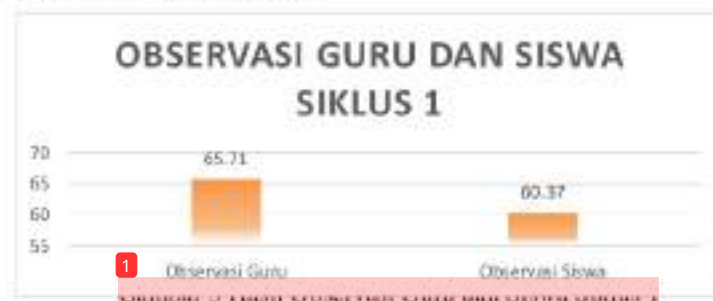 OBSERVASI GURU DAN SISWA
SIKLUS 1
70
65
60
55
65.71
60.37
Observasi Guru
Observasi Siswa
1